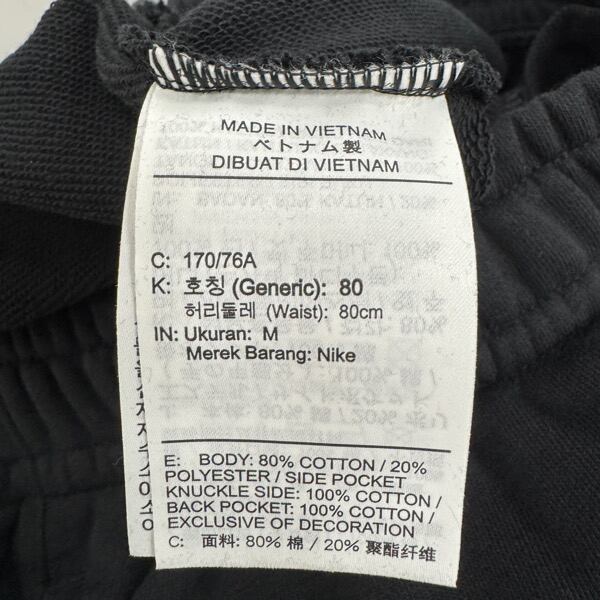 MADE IN VIETNAM
ベトナム製
DIBUAT DI VIETNAM
C: 170/76A
K: 호칭 (Generic): 80
허리둘레 (Waist): 80cm
IN: Ukuran: M
Merek Barang: Nike
E: BODY: 80% COTTON / 20%
POLYESTER / SIDE POCKET
KNUCKLE SIDE: 100% COTTON /
BACK POCKET: 100% COTTON /
EXCLUSIVE OF DECORATION
C: 面料: 80% 棉 / 20% 聚酯纤维